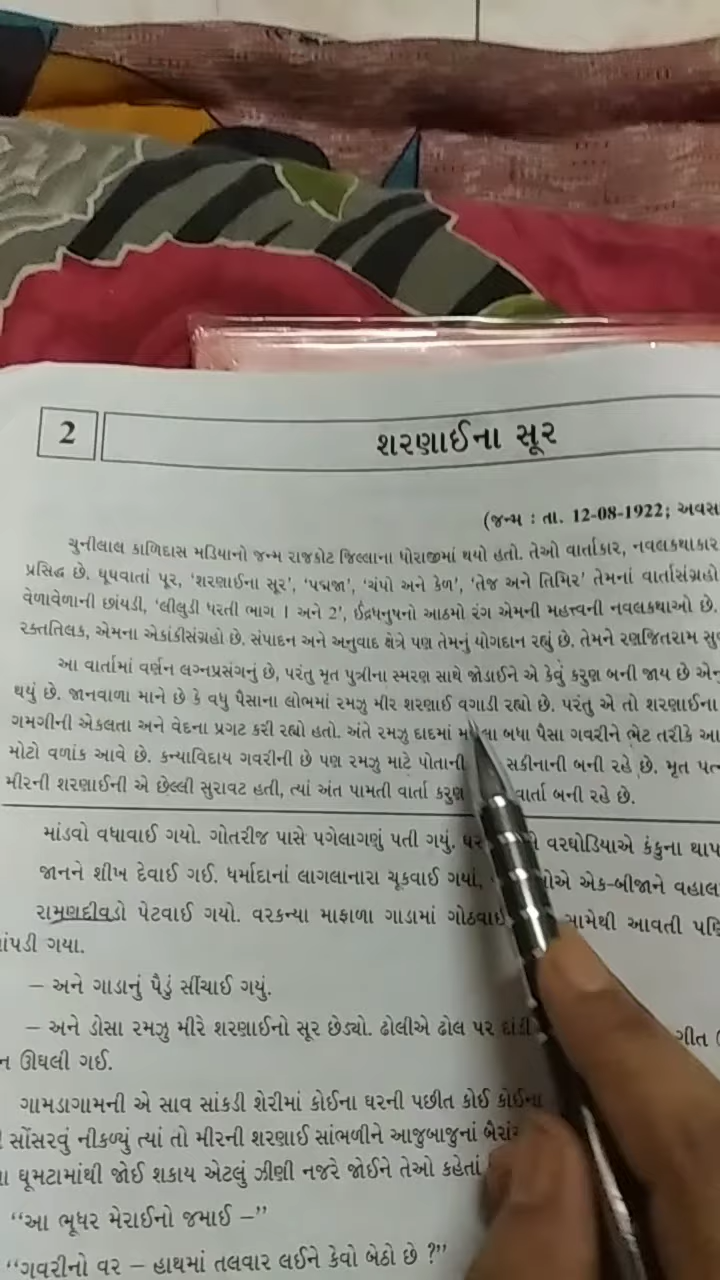 2
શરણાઈના સૂર
(જન્મ : તા. 12-08-1922; અવસ
ચુનીલાલ કાળિદાસ મડિયાનો જન્મ રાજકોટ જિલ્લાના ધોરાજીમાં થયો હતો. તેઓ વાર્તાકાર, નવલકથાકાર
પ્રસિદ્ધ છે. ઘૂઘવાતાં પૂર, ‘શરણાઈના સૂર’, ‘પદ્મજા’, ‘ચંપો અને કેળ’, ‘તેજ અને તિમિર’ તેમનાં વાર્તાસંગ્રહો
વેળાવેળાની છાંયડી, ‘લીલુડી ધરતી ભાગ 1 અને 2’, ઈંદ્રધનુષનો આઠમો રંગ એમની મહત્ત્વની નવલકથાઓ છે.
રક્તતિલક, એમના એકાંકીસંગ્રહો છે. સંપાદન અને અનુવાદ ક્ષેત્રે પણ તેમનું યોગદાન રહ્યું છે. તેમને રણજિતરામ સુ
આ વાર્તામાં વર્ણન લગ્નપ્રસંગનું છે, પરંતુ મૃત પુત્રીના સ્મરણ સાથે જોડાઈને એ કેવું કરુણ બની જાય છે એનુ
થયું છે. જાનવાળા માને છે કે વધુ પૈસાના લોભમાં રમઝુ મીર શરણાઈ વગાડી રહ્યો છે. પરંતુ એ તો શરણાઈના
ગમગીની એકલતા અને વેદના પ્રગટ કરી રહ્યો હતો. અંતે રમઝુ દાદમાં બધા પૈસા ગવરીને ભેટ તરીકે આ
મોટો વળાંક આવે છે. કન્યાવિદાય ગવરીની છે પણ રમઝુ માટે પોતાની સકીનાની બની રહે છે. મૃત પત્
મીરની શરણાઈની એ છેલ્લી સુરાવટ હતી, ત્યાં અંત પામતી વાર્તા કરુણ વાર્તા બની રહે છે.
માંડવો વધાવાઈ ગયો. ગોતરીજ પાસે પગેલાગણું પતી ગયું. ઘર વરઘોડિયાએ કંકુના થાપ
જાનને શીખ દેવાઈ ગઈ. ધર્માદાનાં લાગલાનારા ચૂકવાઈ ગયાં, ઓએ એક-બીજાને વહાલ
રામણદીવડો પેટવાઈ ગયો. વરકન્યા માફાળા ગાડામાં ગોઠવાઈ સામેથી આવતી પણિ
ાંપડી ગયા.
– અને ગાડાનું પૈડું સીંચાઈ ગયું.
– અને ડોસા રમઝુ મીરે શરણાઈનો સૂર છેડ્યો. ઢોલીએ ઢોલ પર દાંડી ગીત
ન ઊઘલી ગઈ.
ગામડાગામની એ સાવ સાંકડી શેરીમાં કોઈના ઘરની પછીત કોઈ કોઈના
સોંસરવું નીકળ્યું ત્યાં તો મીરની શરણાઈ સાંભળીને આજુબાજુનાં બૈરાં
ઘૂમટામાંથી જોઈ શકાય એટલું ઝીણી નજરે જોઈને તેઓ કહેતાં
“આ ભૂધર મેરાઈનો જમાઈ –”
“ગવરીનો વર – હાથમાં તલવાર લઈને કેવો બેઠો છે ?”